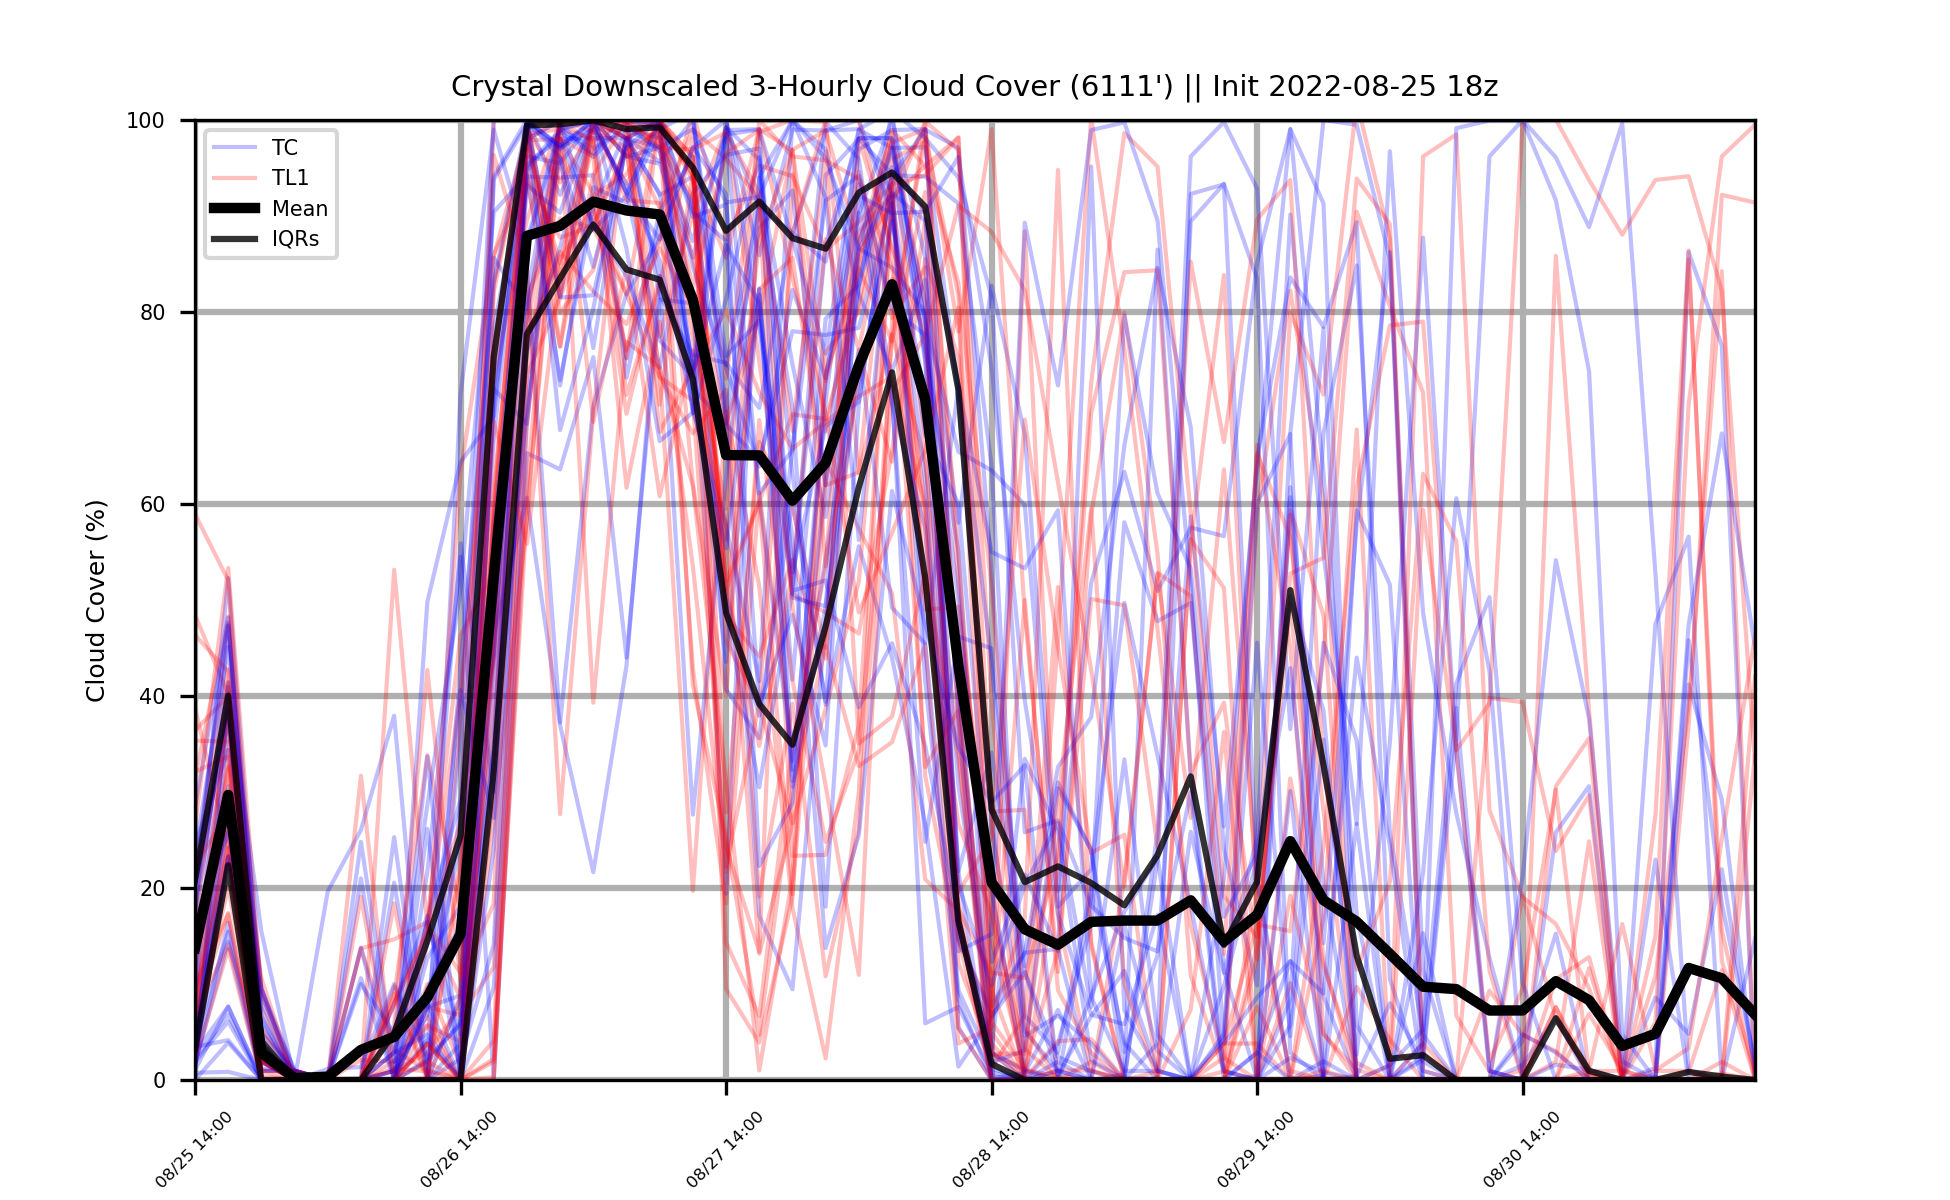 Crystal Downscaled 3-Hourly Cloud Cover (6111') || Init 2022-08-25 18z
TC
TL1
Mean
IQRs
Cloud Cover (%)
100
80
60
40
20
0
08/25 14:00
08/26 14:00
08/27 14:00
08/28 14:00
08/29 14:00
08/30 14:00